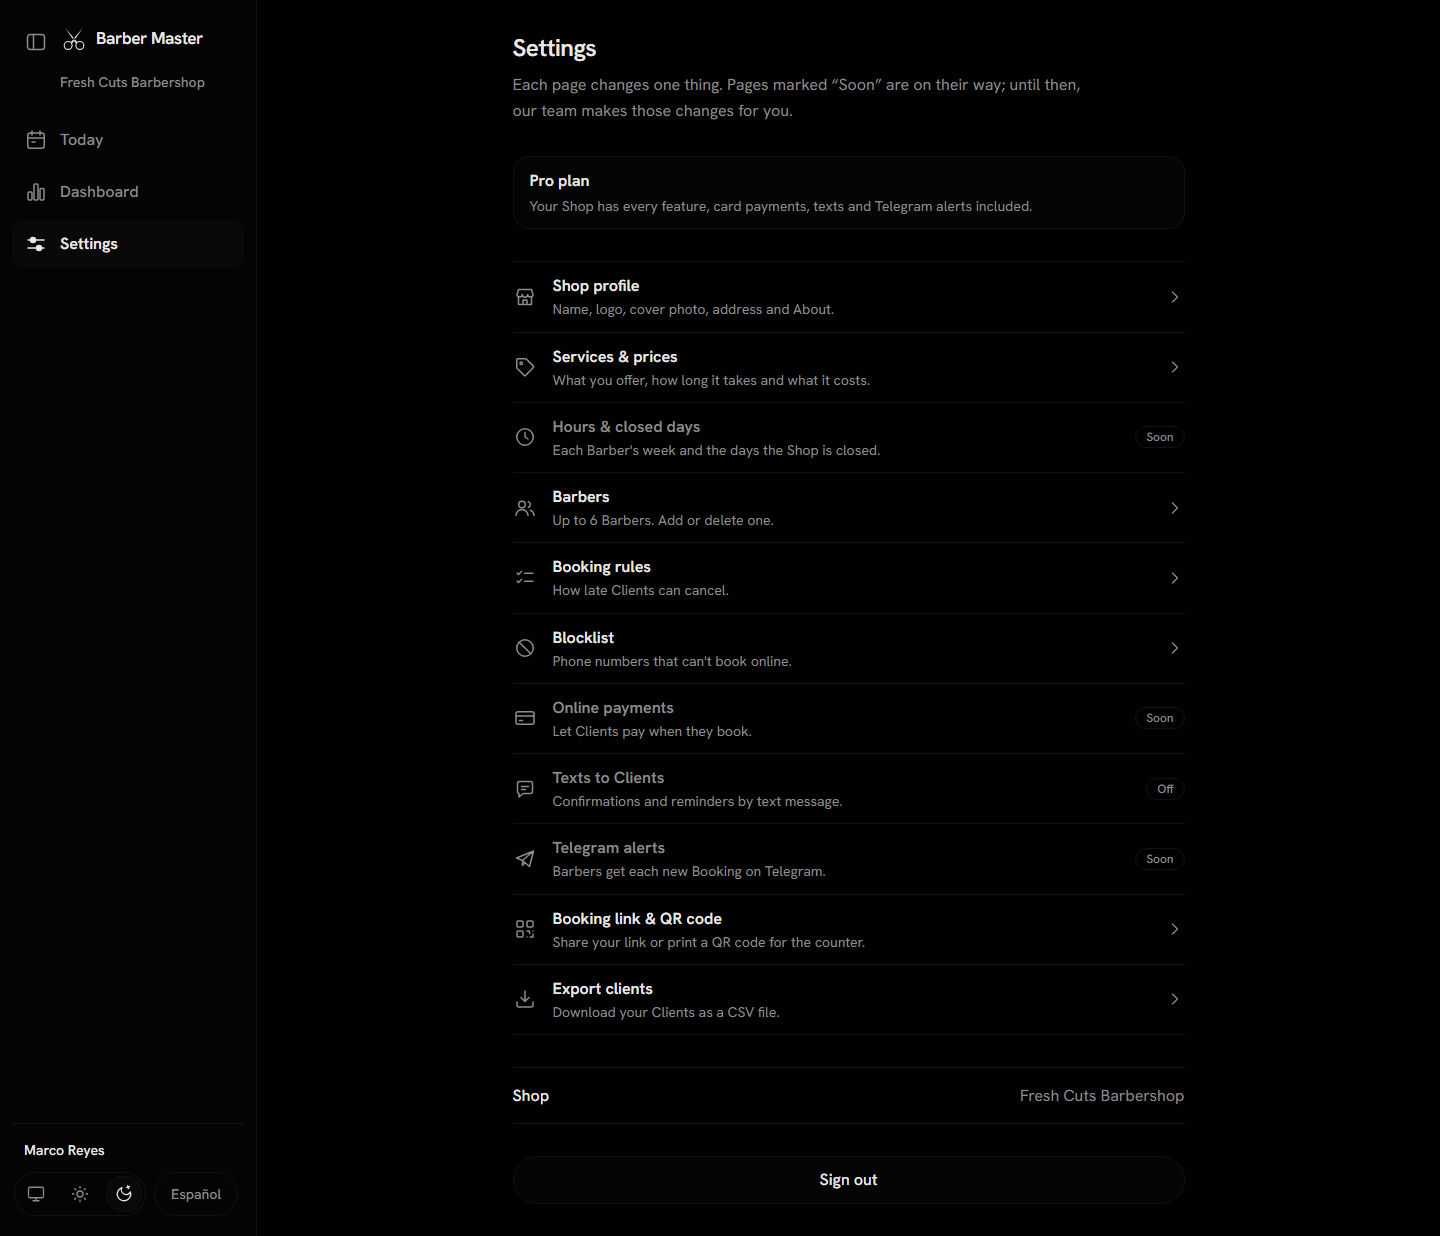 Barber Master
Fresh Cuts Barbershop
Today
Dashboard
Settings
Marco Reyes
Español
Settings
Each page changes one thing. Pages marked “Soon” are on their way; until then,
our team makes those changes for you.
Pro plan
Your Shop has every feature, card payments, texts and Telegram alerts included.
Shop profile
Name, logo, cover photo, address and About.
Services & prices
What you offer, how long it takes and what it costs.
Hours & closed days
Each Barber's week and the days the Shop is closed.
Soon
Barbers
Up to 6 Barbers. Add or delete one.
Booking rules
How late Clients can cancel.
Blocklist
Phone numbers that can't book online.
Online payments
Let Clients pay when they book.
Soon
Texts to Clients
Confirmations and reminders by text message.
Off
Telegram alerts
Barbers get each new Booking on Telegram.
Soon
Booking link & QR code
Share your link or print a QR code for the counter.
Export clients
Download your Clients as a CSV file.
Shop
Fresh Cuts Barbershop
Sign out